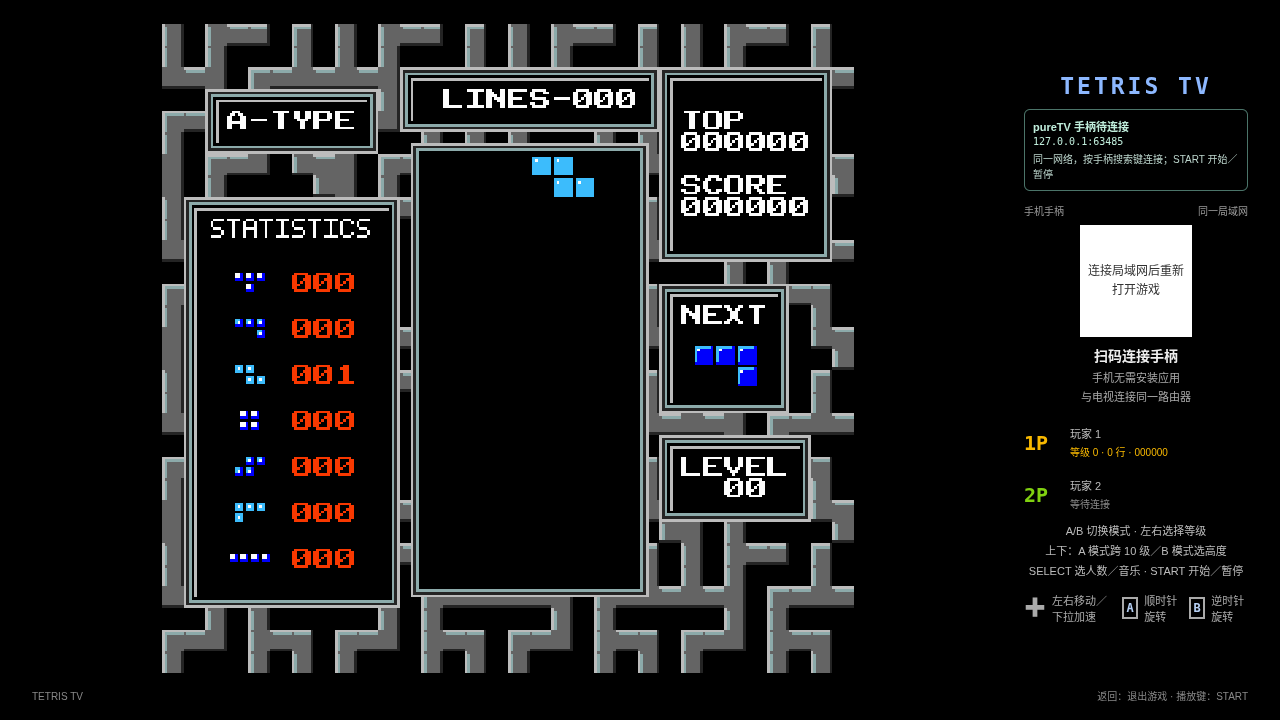 A-TYPE
LINES-000
TOP
000000
SCORE
000000
STATISTICS
000
000
001
000
000
000
000
NEXT
LEVEL
00
TETRIS TV
pureTV 手柄待连接
127.0.0.1:63485
同一网络，按手柄搜索键连接；START 开始／
暂停
手机手柄
同一局域网
连接局域网后重新
打开游戏
扫码连接手柄
手机无需安装应用
与电视连接同一路由器
1P
玩家 1
等级 0 · 0 行 · 000000
2P
玩家 2
等待连接
A/B 切换模式 · 左右选择等级
上下：A 模式跨 10 级／B 模式选高度
SELECT 选人数／音乐 · START 开始／暂停
左右移动／
下拉加速
A
顺时针
旋转
B
逆时针
旋转
TETRIS TV
返回：退出游戏 · 播放键：START